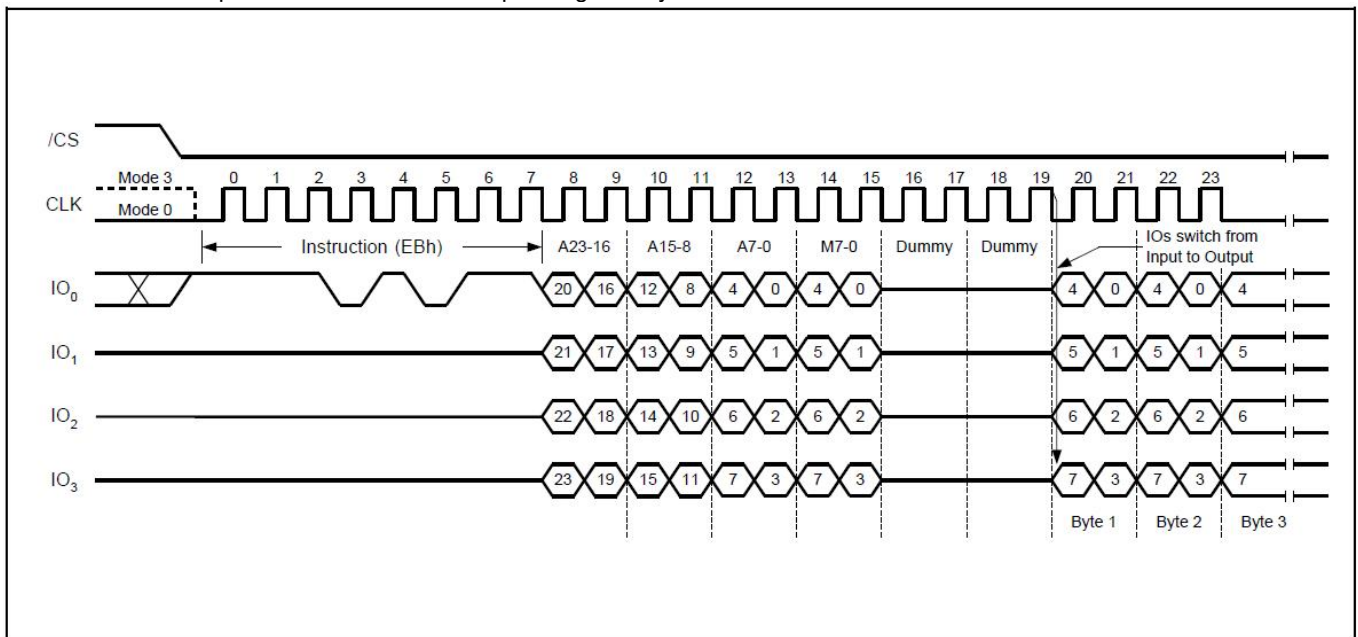 /CS
Mode 3 0 1 2 3 4 5 6 7 8 9 10 11 12 13 14 15 16 17 18 19 20 21 22 23
CLK
Mode 0
Instruction (EBh) A23-16 A15-8 A7-0 M7-0 Dummy Dummy IOs switch from
Input to Output
IO0 20 16 12 8 4 0 4 0 4 0 4 0 4
IO1 21 17 13 9 5 1 5 1 5 1 5 1 5
IO2 22 18 14 10 6 2 6 2 6 2 6 2 6
IO3 23 19 15 11 7 3 7 3 7 3 7 3 7
Byte 1 Byte 2 Byte 3